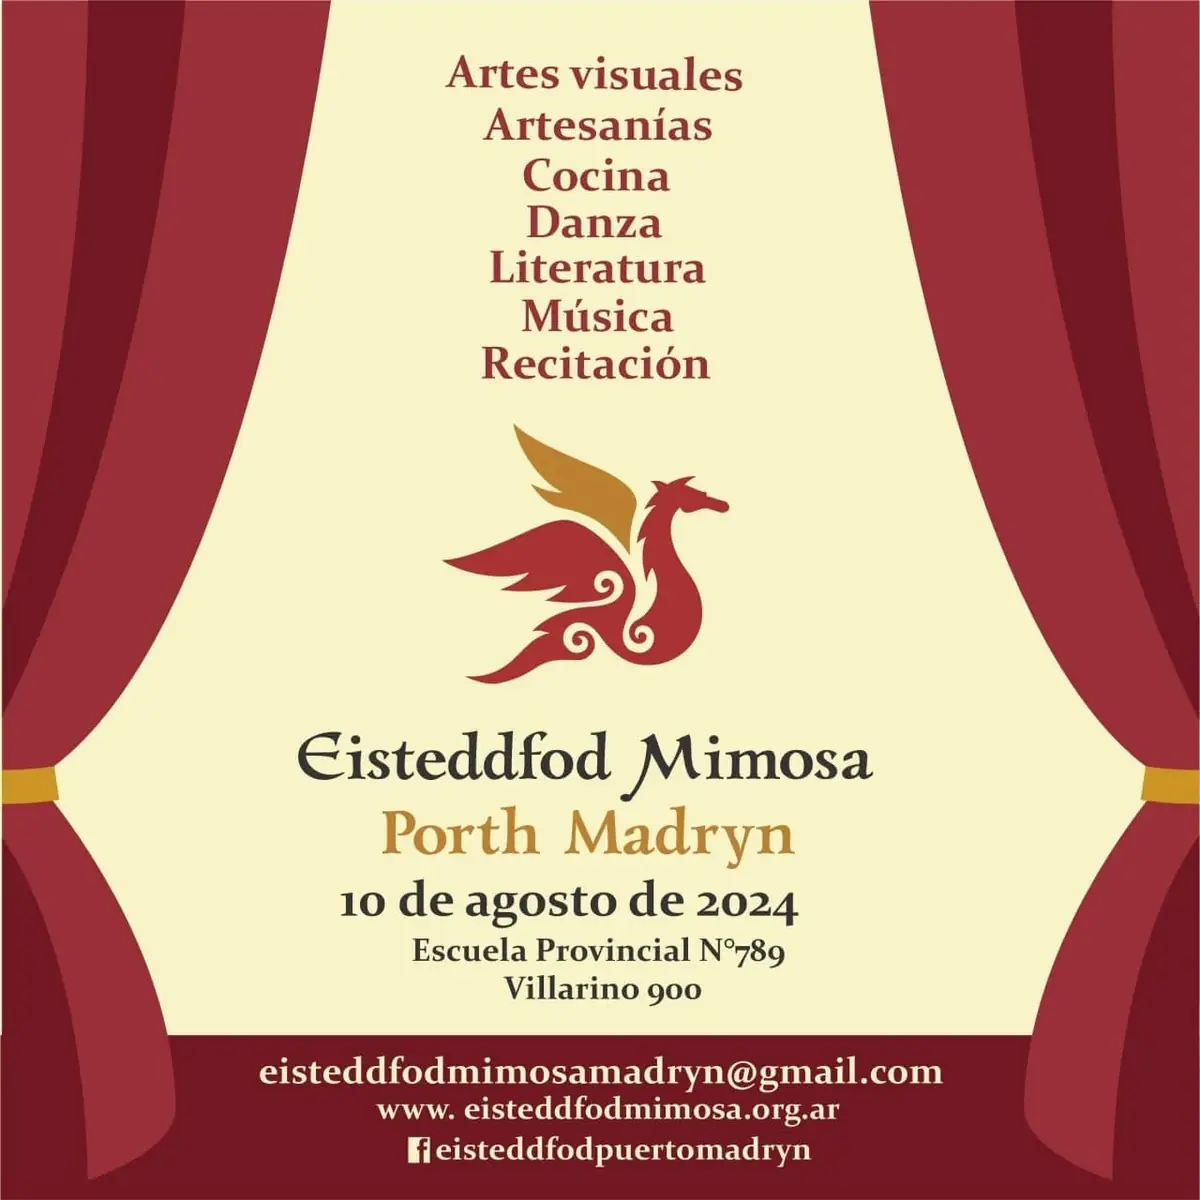 Artes visuales
Artesanías
Cocina
Danza
Literatura
Música
Recitación
Eisteddfod Mimosa
Porth Madryn
10 de agosto de 2024
Escuela Provincial N°789
Villarino 900
eisteddfodmimosamadryn@gmail.com
www. eisteddfodmimosa.org.ar
eisteddfodpuertomadryn